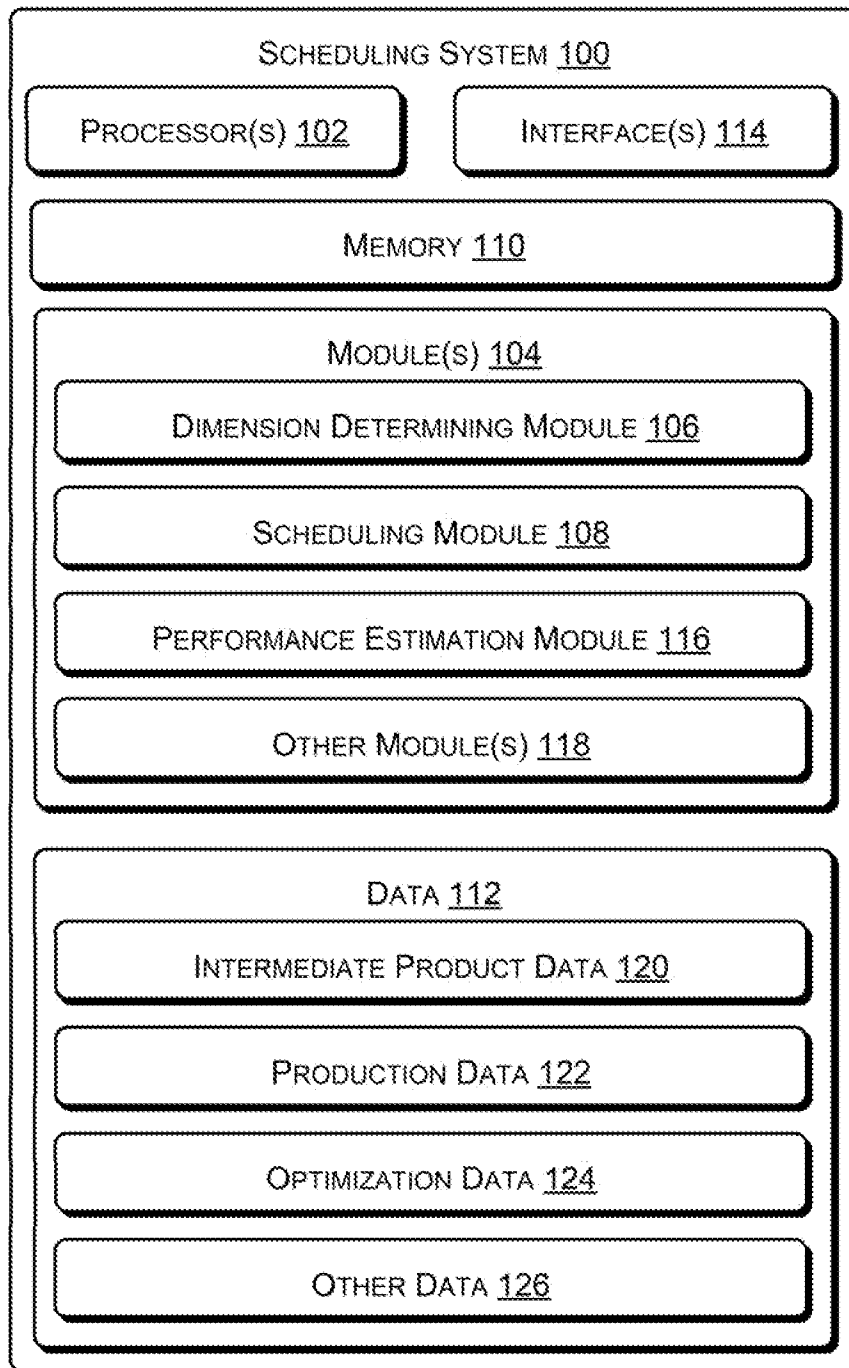 SCHEDULING SYSTEM 100
PROCESSOR(S) 102
INTERFACE(S) 114
MEMORY 110
MODULE(S) 104
DIMENSION DETERMINING MODULE 106
SCHEDULING MODULE 108
PERFORMANCE ESTIMATION MODULE 116
OTHER MODULE(S) 118
DATA 112
INTERMEDIATE PRODUCT DATA 120
PRODUCTION DATA 122
OPTIMIZATION DATA 124
OTHER DATA 126